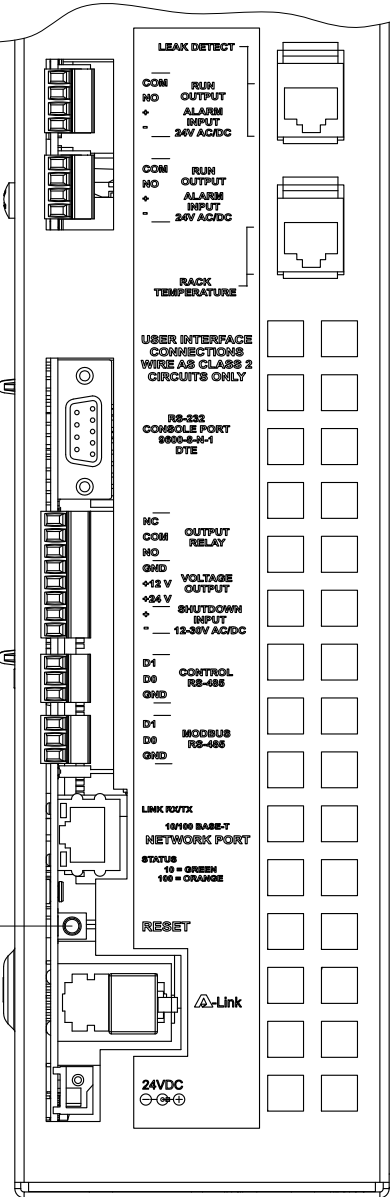 LEAK DETECT
COM
NO
RUN
OUTPUT
+
-
ALARM
INPUT
24V AC/DC
COM
NO
RUN
OUTPUT
+
-
ALARM
INPUT
24V AC/DC
RACK
TEMPERATURE
USER INTERFACE
CONNECTIONS
WIRE AS CLASS 2
CIRCUITS ONLY
RS-232
CONSOLE PORT
9600-8-N-1
DTE
NC
COM
NO
OUTPUT
RELAY
GND
+12 V
+24 V
VOLTAGE
OUTPUT
+
-
SHUTDOWN
INPUT
12-30V AC/DC
D1
D0
GND
CONTROL
RS-485
D1
D0
GND
MODBUS
RS-485
LINK RX/TX
10/100 BASE-T
NETWORK PORT
STATUS
10 = GREEN
100 = ORANGE
RESET
A-Link
24VDC